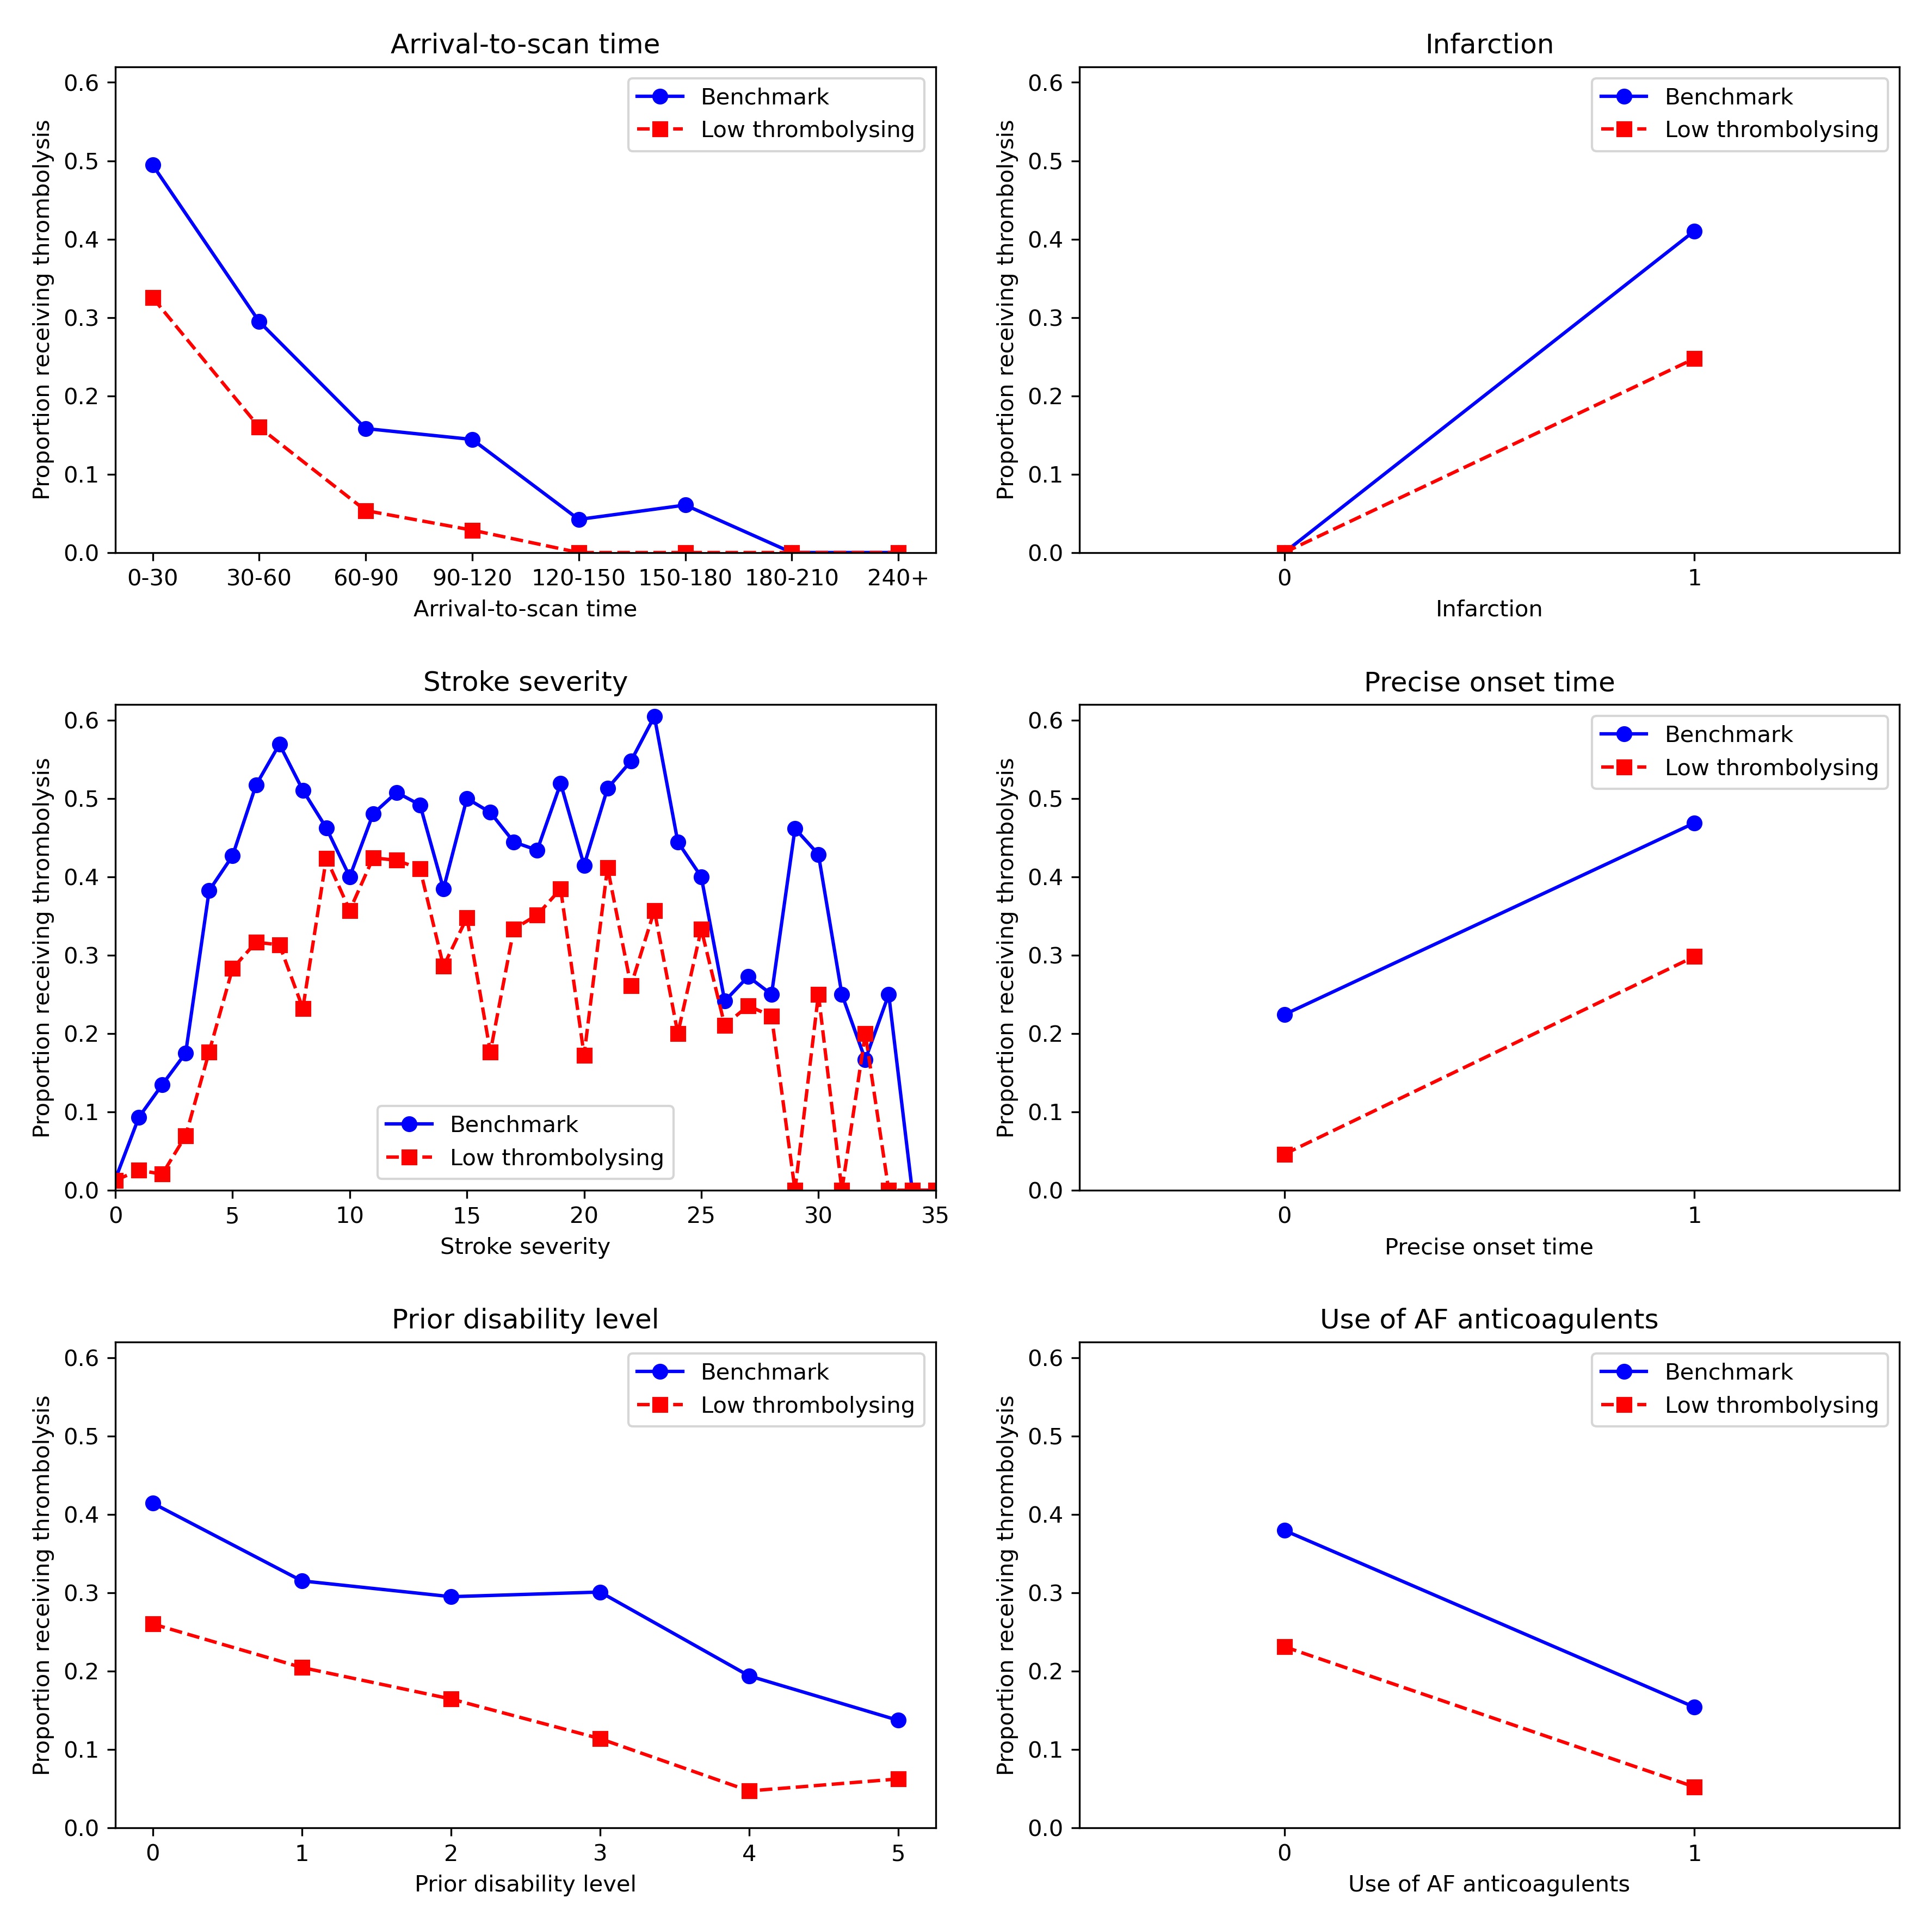 Arrival-to-scan time
Proportion receiving thrombolysis
0.6
0.5
0.4
0.3
0.2
0.1
0.0
Benchmark
Low thrombolysing
0-30 30-60 60-90 90-120 120-150 150-180 180-210 240+
Arrival-to-scan time
Infarction
Proportion receiving thrombolysis
0.6
0.5
0.4
0.3
0.2
0.1
0.0
Benchmark
Low thrombolysing
0 1
Infarction
Stroke severity
Proportion receiving thrombolysis
0.6
0.5
0.4
0.3
0.2
0.1
0.0
Benchmark
Low thrombolysing
0 5 10 15 20 25 30 35
Stroke severity
Precise onset time
Proportion receiving thrombolysis
0.6
0.5
0.4
0.3
0.2
0.1
0.0
Benchmark
Low thrombolysing
0 1
Precise onset time
Prior disability level
Proportion receiving thrombolysis
0.6
0.5
0.4
0.3
0.2
0.1
0.0
Benchmark
Low thrombolysing
0 1 2 3 4 5
Prior disability level
Use of AF anticoagulents
Proportion receiving thrombolysis
0.6
0.5
0.4
0.3
0.2
0.1
0.0
Benchmark
Low thrombolysing
0 1
Use of AF anticoagulents